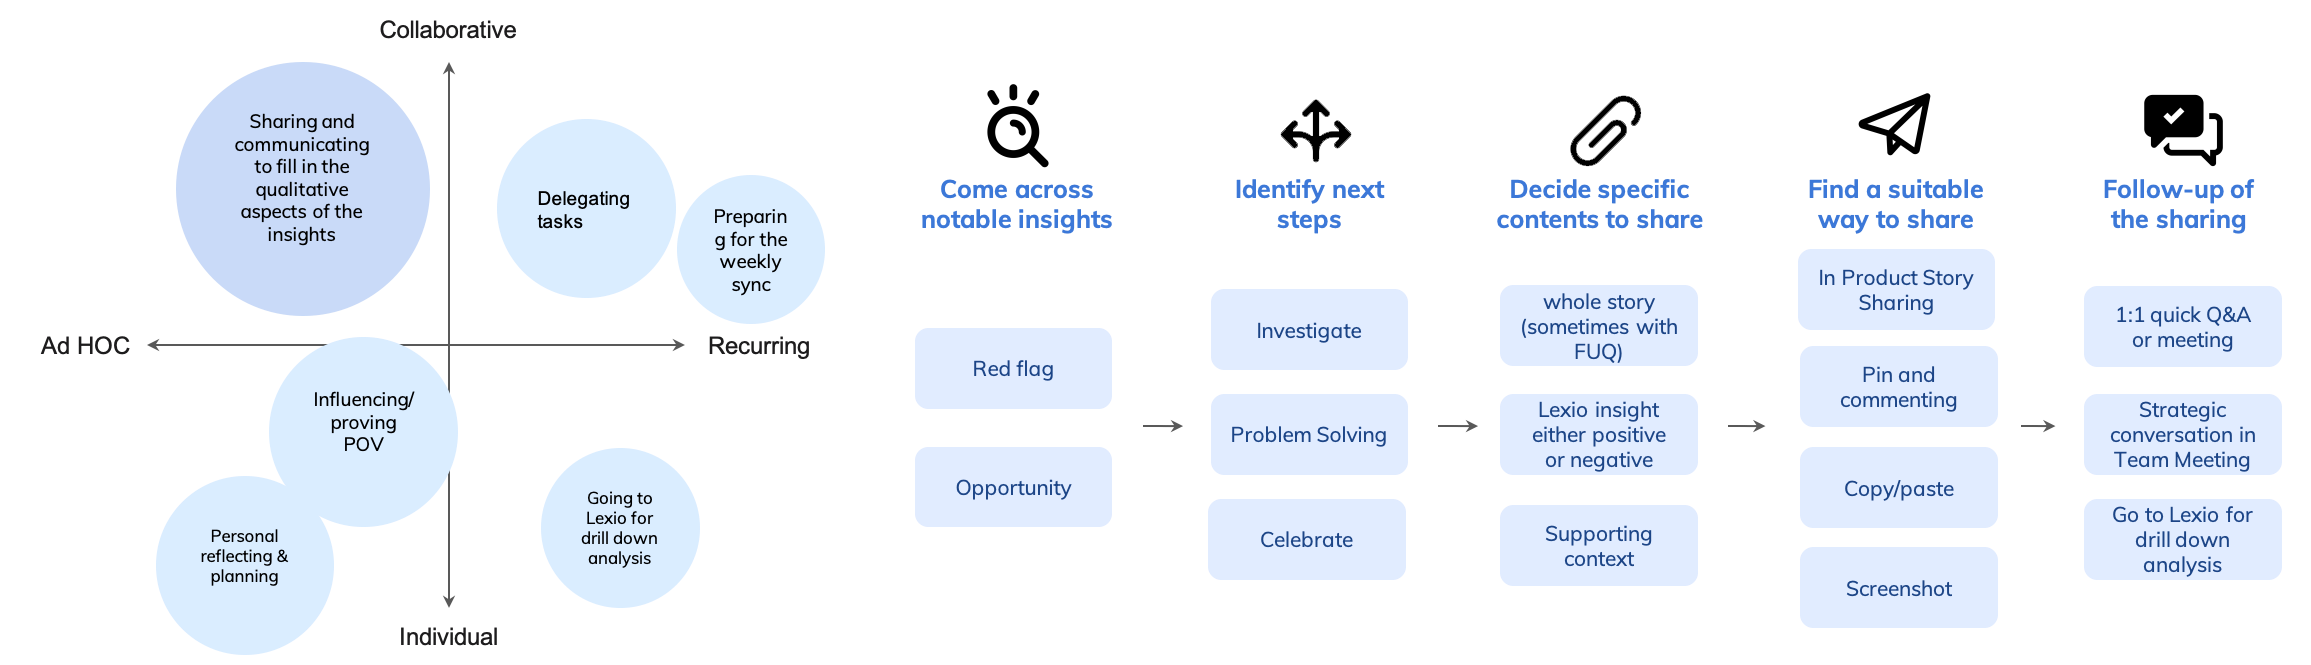 Collaborative
Sharing and
communicating
to fill in the
qualitative
aspects of the
insights
Delegating
tasks
Preparin
g for the
weekly
sync
Ad HOC
Recurring
Influencing/
proving
POV
Personal
reflecting &
planning
Going to
Lexio for
drill down
analysis
Individual
Come across
notable insights
Red flag
Opportunity
Identify next
steps
Investigate
Problem Solving
Celebrate
Decide specific
contents to share
whole story
(sometimes with
FUQ)
Lexio insight
either positive
or negative
Supporting
context
Find a suitable
way to share
In Product Story
Sharing
Pin and
commenting
Copy/paste
Screenshot
Follow-up of
the sharing
1:1 quick Q&A
or meeting
Strategic
conversation in
Team Meeting
Go to Lexio for
drill down
analysis